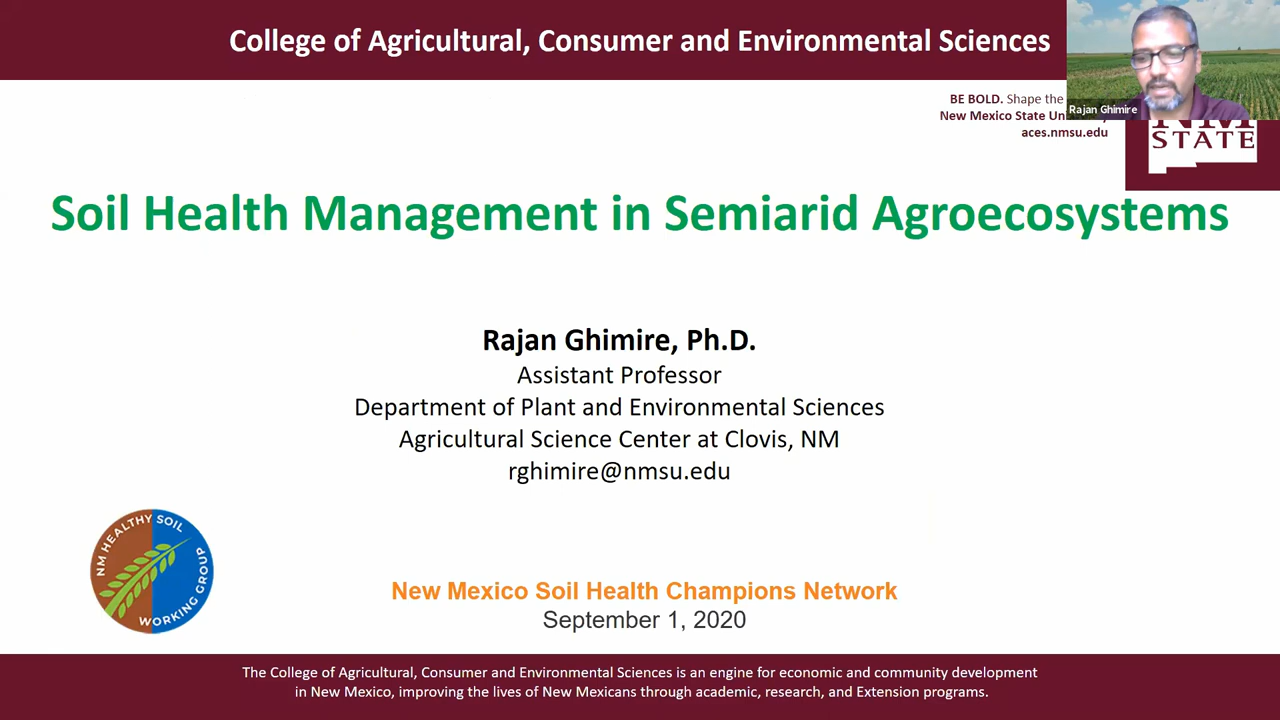 College of Agricultural, Consumer and Environmental Sciences
BE BOLD. Shape the
New Mexico State
aces.nmsu.edu
Rajan Ghimire
STATE
Soil Health Management in Semiarid Agroecosystems
Rajan Ghimire, Ph.D.
Assistant Professor
Department of Plant and Environmental Sciences
Agricultural Science Center at Clovis, NM
rghimire@nmsu.edu
NM HEALTHY SOIL
WORKING GROUP
New Mexico Soil Health Champions Network
September 1, 2020
The College of Agricultural, Consumer and Environmental Sciences is an engine for economic and community development
in New Mexico, improving the lives of New Mexicans through academic, research, and Extension programs.